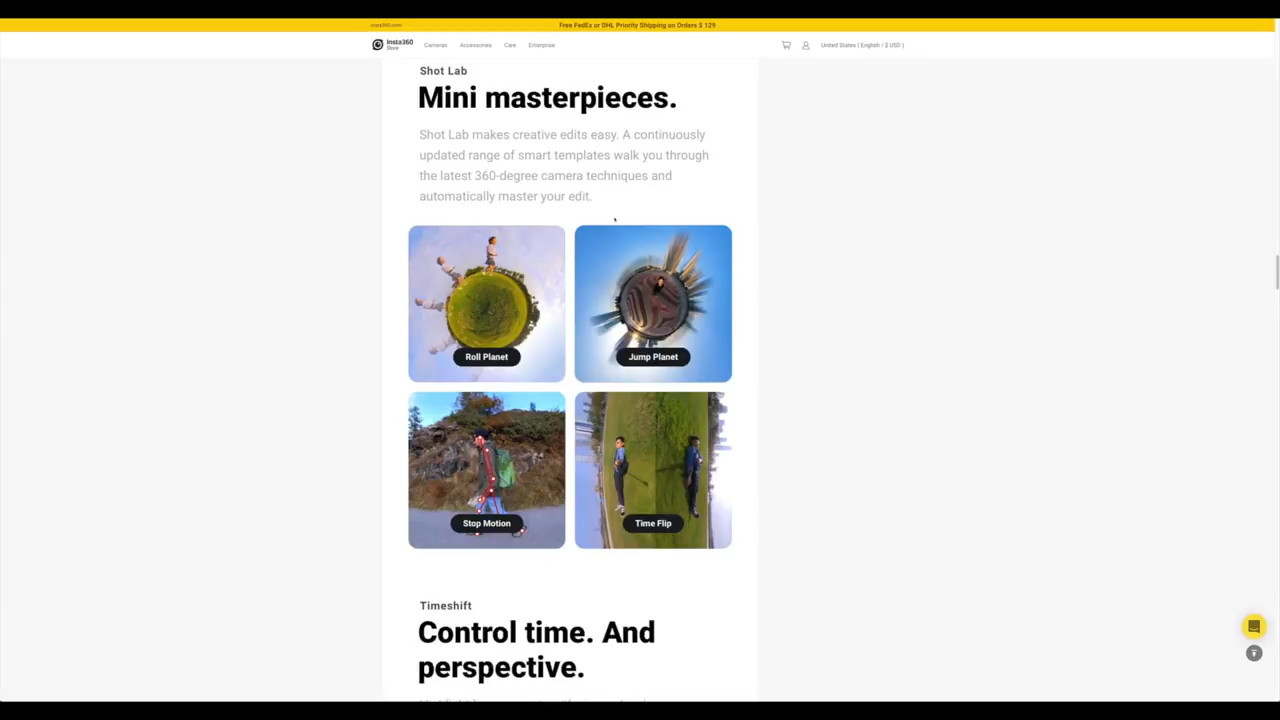 Free FedEx or DHL Priority Shipping on Orders $ 129
Insta360
Store
Cameras
Accessories
Care
Enterprise
United States ( English / $ USD )
Shot Lab
Mini masterpieces.
Shot Lab makes creative edits easy. A continuously
updated range of smart templates walk you through
the latest 360-degree camera techniques and
automatically master your edit.
Roll Planet
Jump Planet
Stop Motion
Time Flip
Timeshift
Control time. And
perspective.